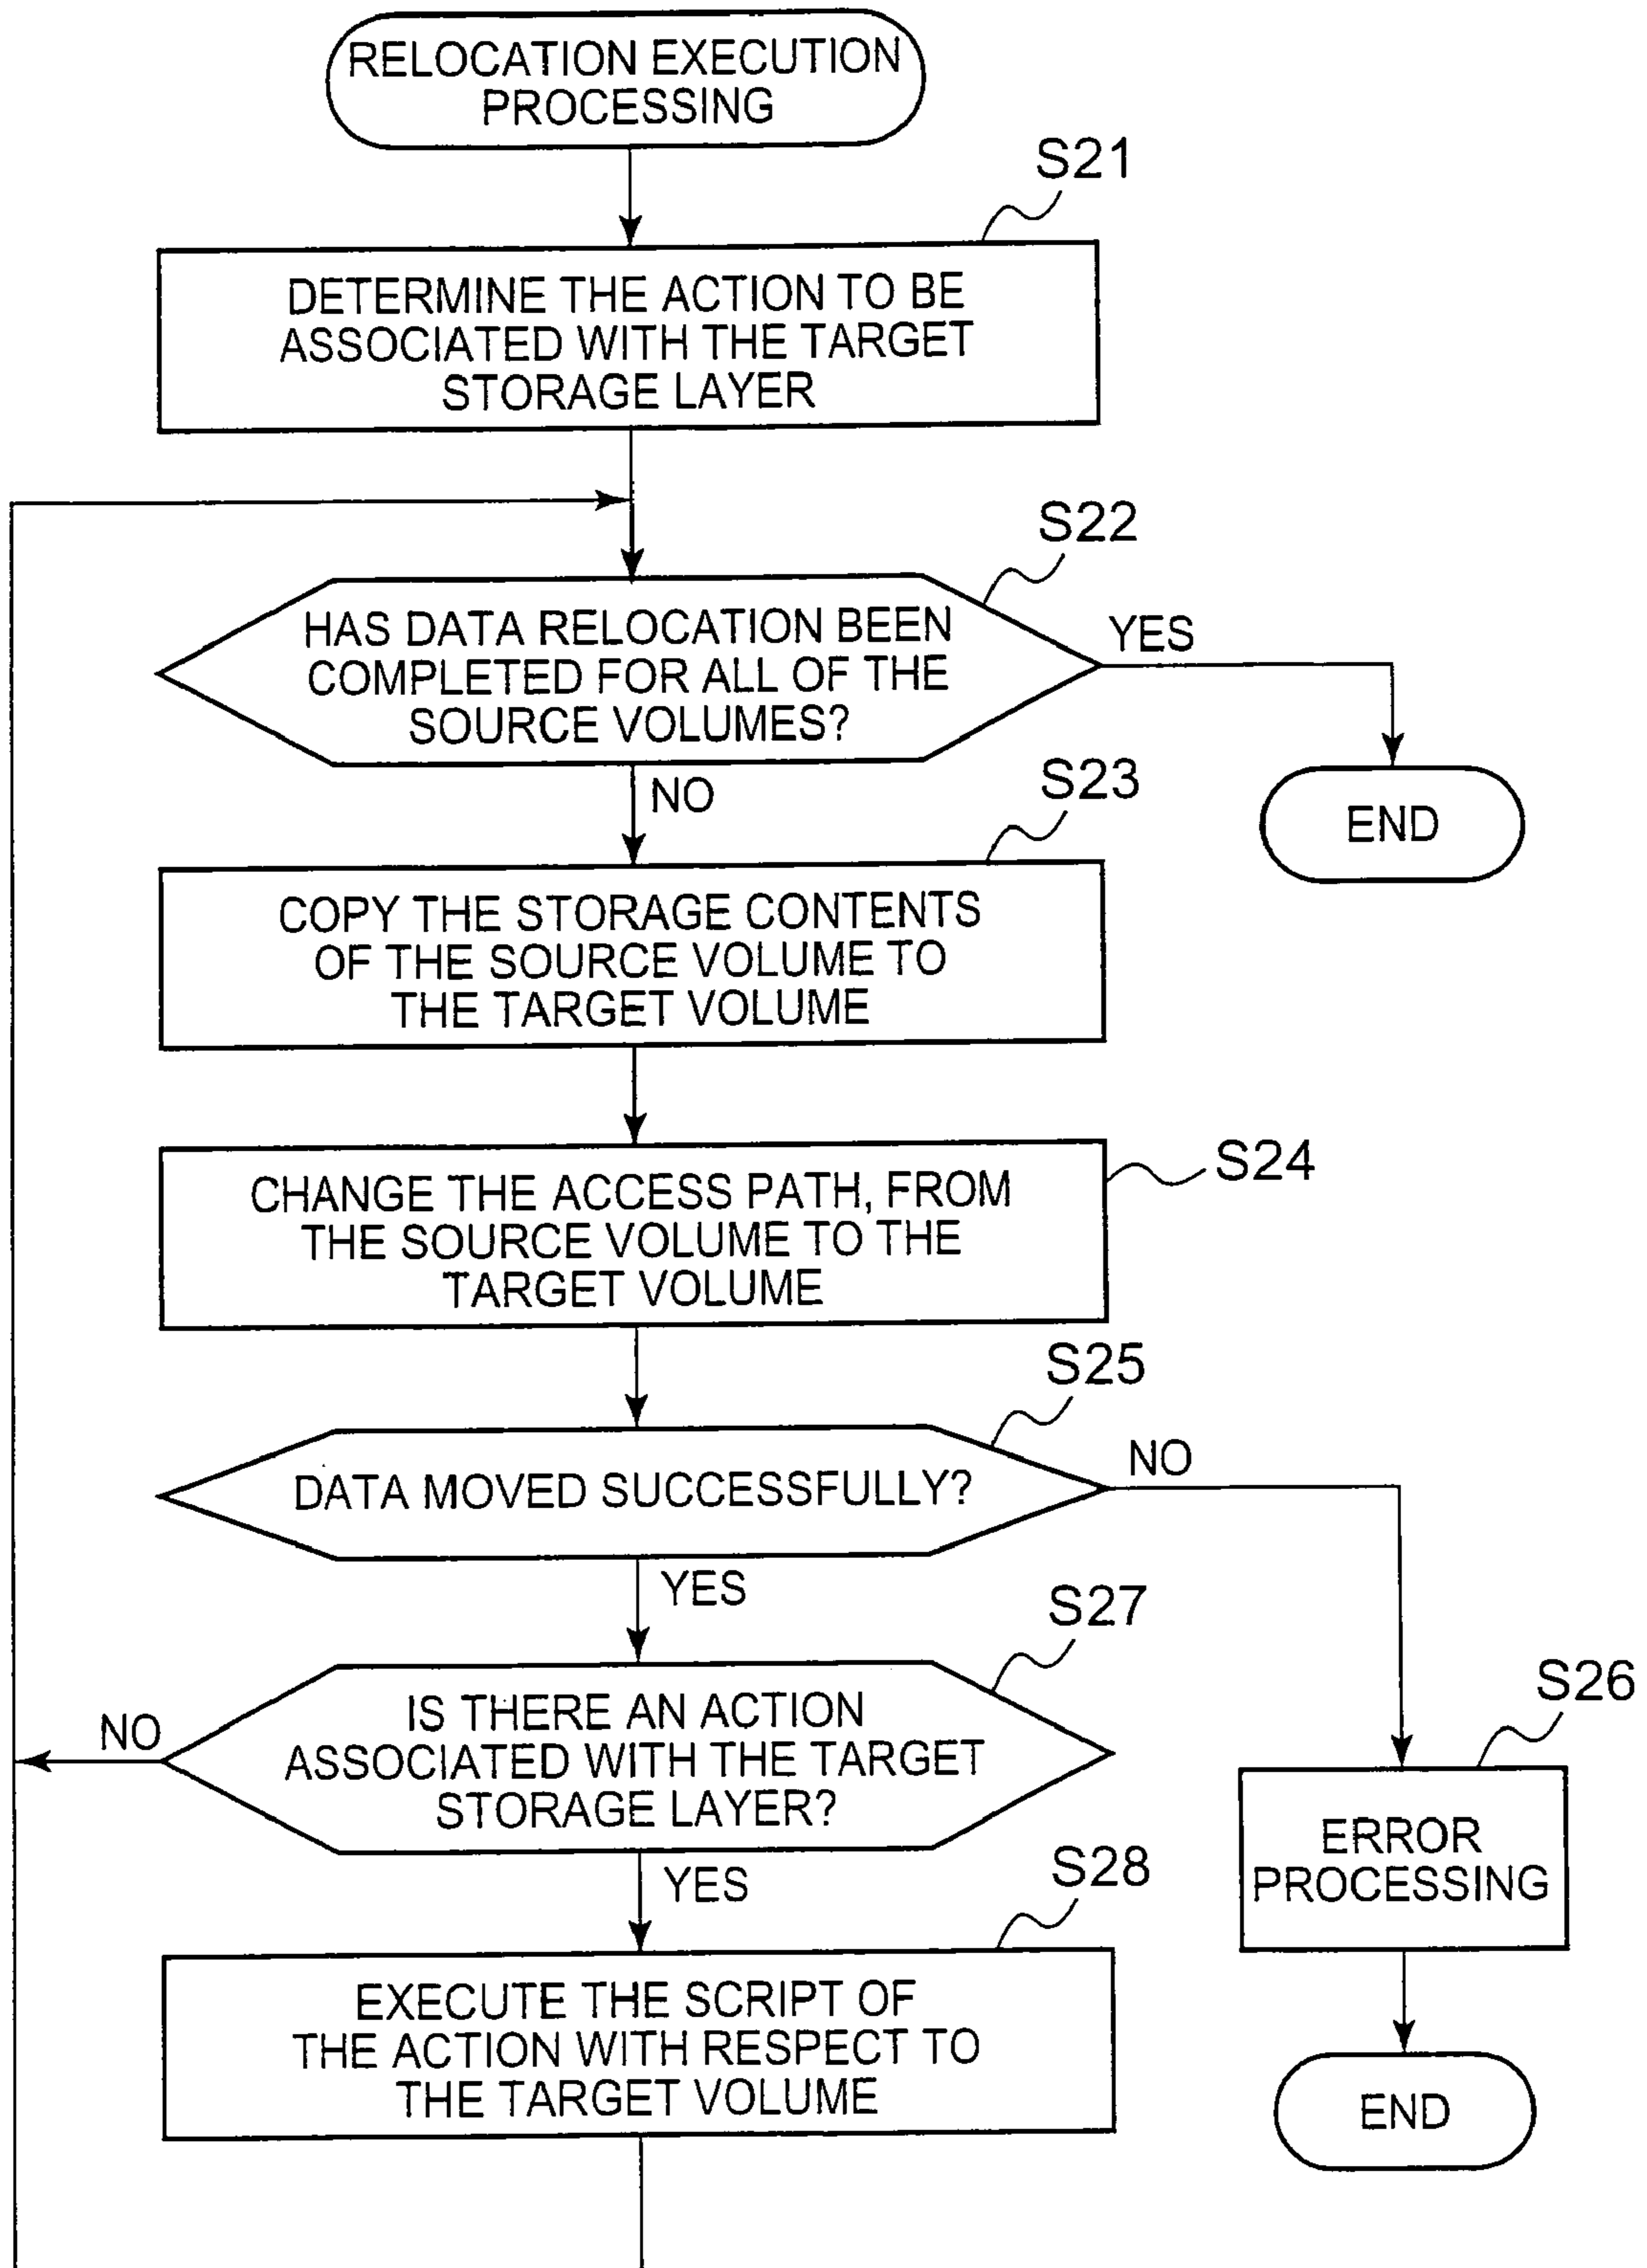 RELOCATION EXECUTION
PROCESSING
S21
DETERMINE THE ACTION TO BE
ASSOCIATED WITH THE TARGET
STORAGE LAYER
S22
HAS DATA RELOCATION BEEN
COMPLETED FOR ALL OF THE
SOURCE VOLUMES?
YES
END
NO
S23
COPY THE STORAGE CONTENTS
OF THE SOURCE VOLUME TO
THE TARGET VOLUME
S24
CHANGE THE ACCESS PATH, FROM
THE SOURCE VOLUME TO THE
TARGET VOLUME
S25
DATA MOVED SUCCESSFULLY?
NO
YES
S27
IS THERE AN ACTION
ASSOCIATED WITH THE TARGET
STORAGE LAYER?
NO
S26
ERROR
PROCESSING
END
YES
S28
EXECUTE THE SCRIPT OF
THE ACTION WITH RESPECT TO
THE TARGET VOLUME